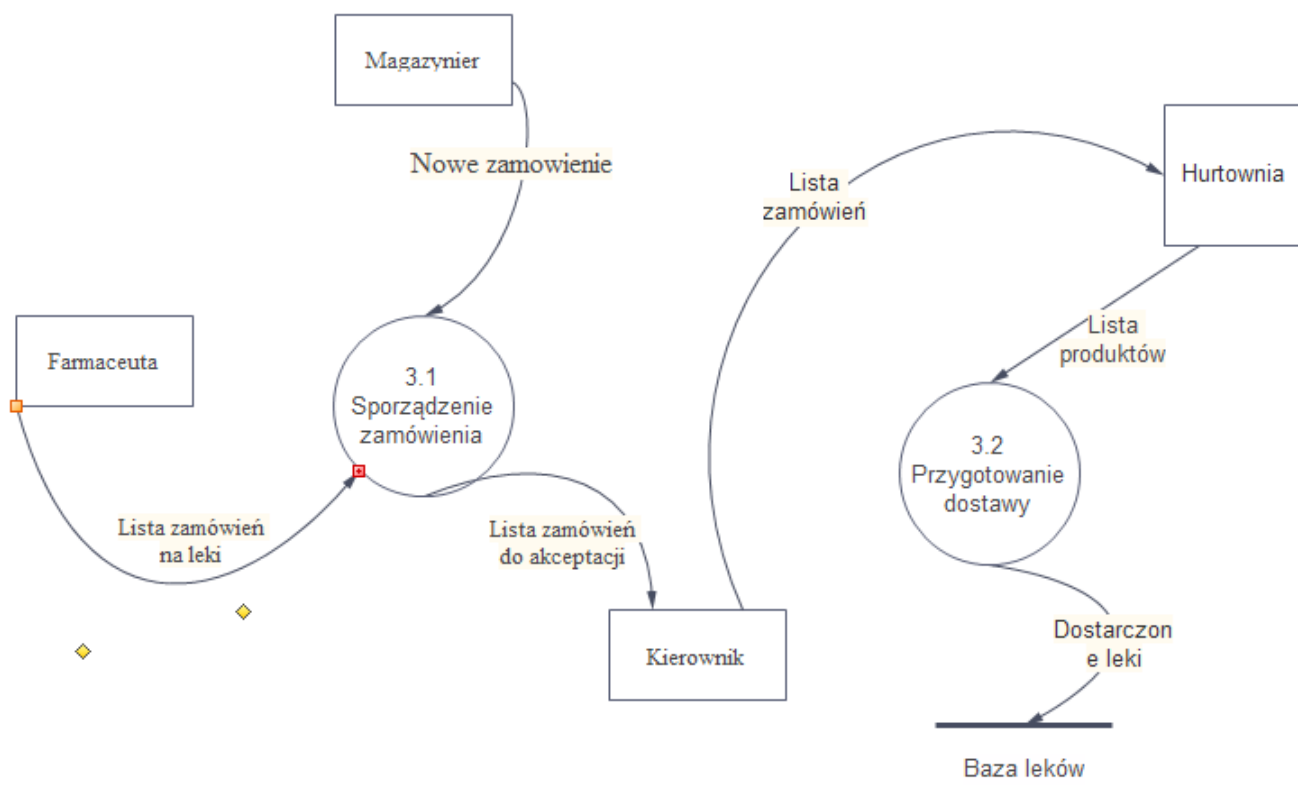 Magazynier
Nowe zamowienie
Lista
zamówień
Hurtownia
Farmaceuta
3.1
Sporządzenie
zamówienia
Lista
produktów
3.2
Przygotowanie
dostawy
Lista zamówień
na leki
Lista zamówień
do akceptacji
Kierownik
Dostarczon
e leki
Baza leków